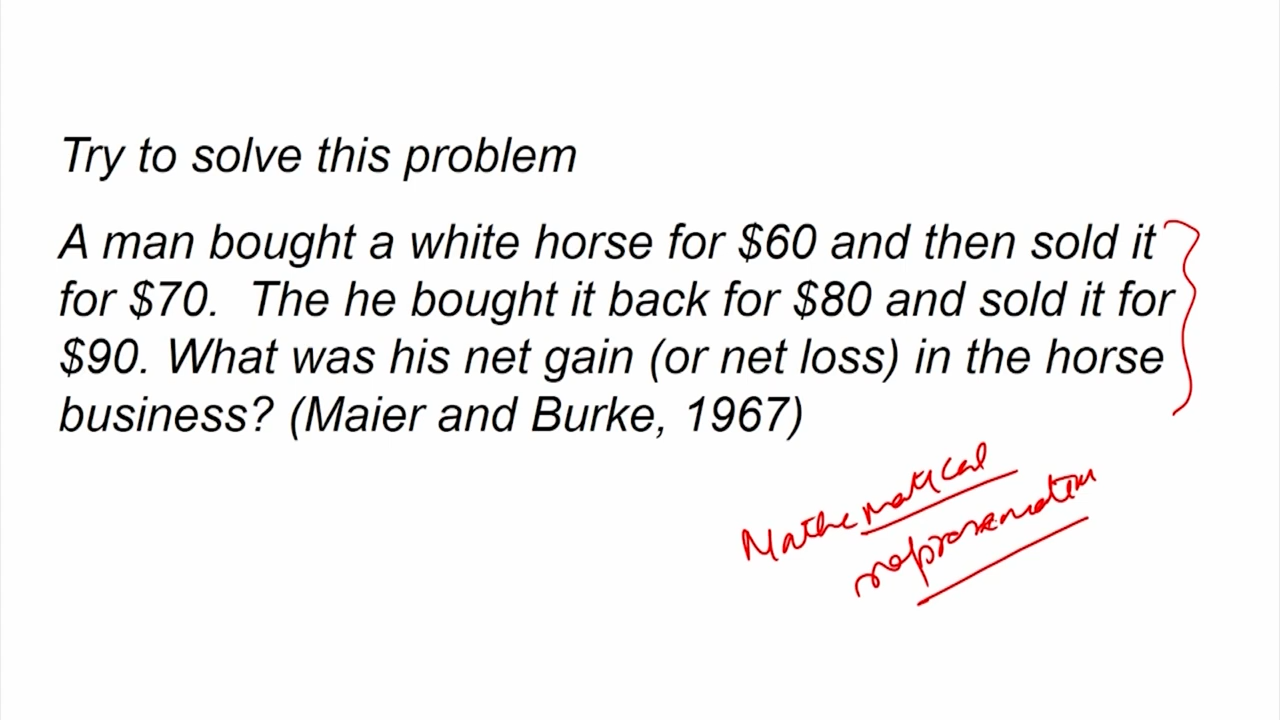 Try to solve this problem
A man bought a white horse for $60 and then sold it
for $70. The he bought it back for $80 and sold it for
$90. What was his net gain (or net loss) in the horse
business? (Maier and Burke, 1967)
Mathematical
representation